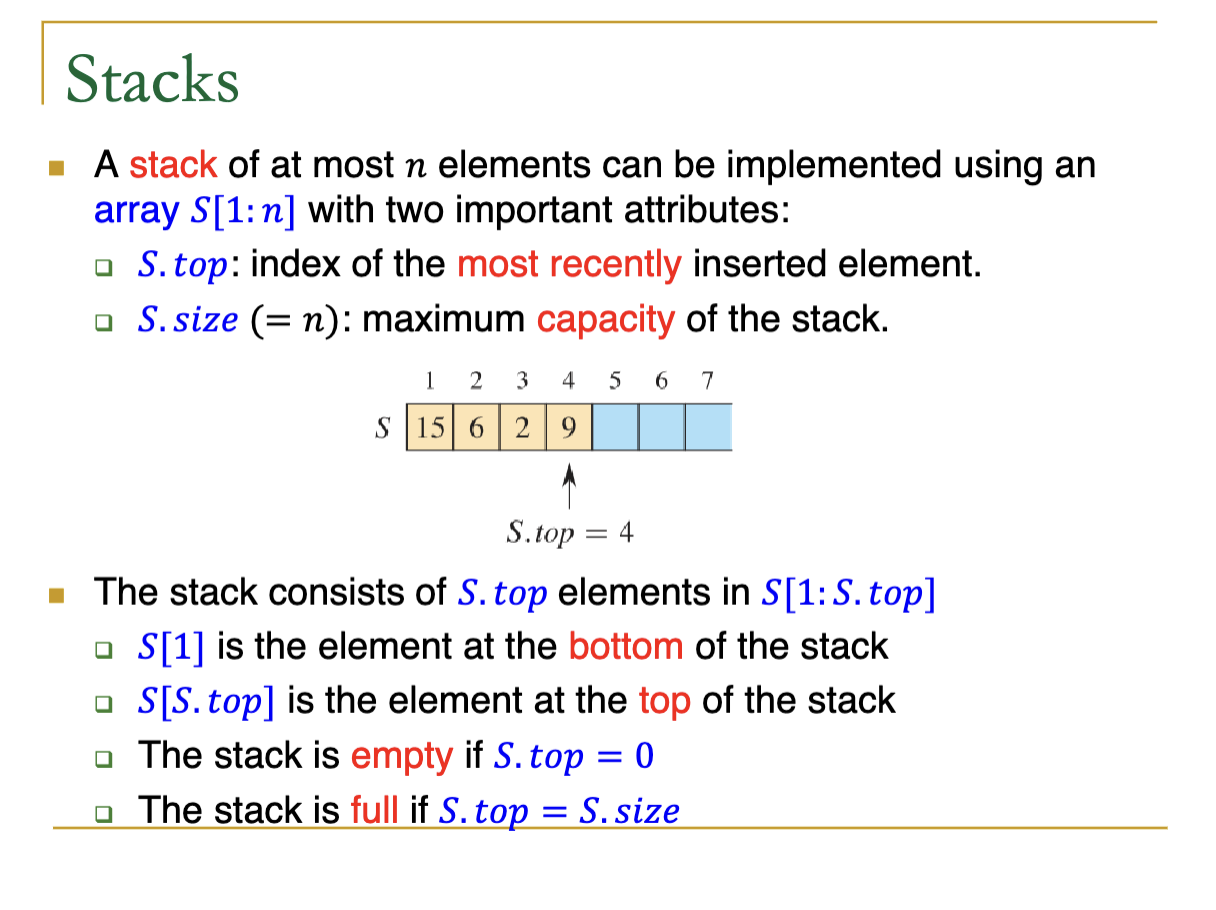 Stacks
A stack of at most n elements can be implemented using an
array S[1:n] with two important attributes:
S.top: index of the most recently inserted element.
S.size (= n): maximum capacity of the stack.
1 2 3 4 5 6 7
S 15 6 2 9
S.top = 4
The stack consists of S.top elements in S[1:S.top]
S[1] is the element at the bottom of the stack
S[S.top] is the element at the top of the stack
The stack is empty if S.top = 0
The stack is full if S.top = S.size